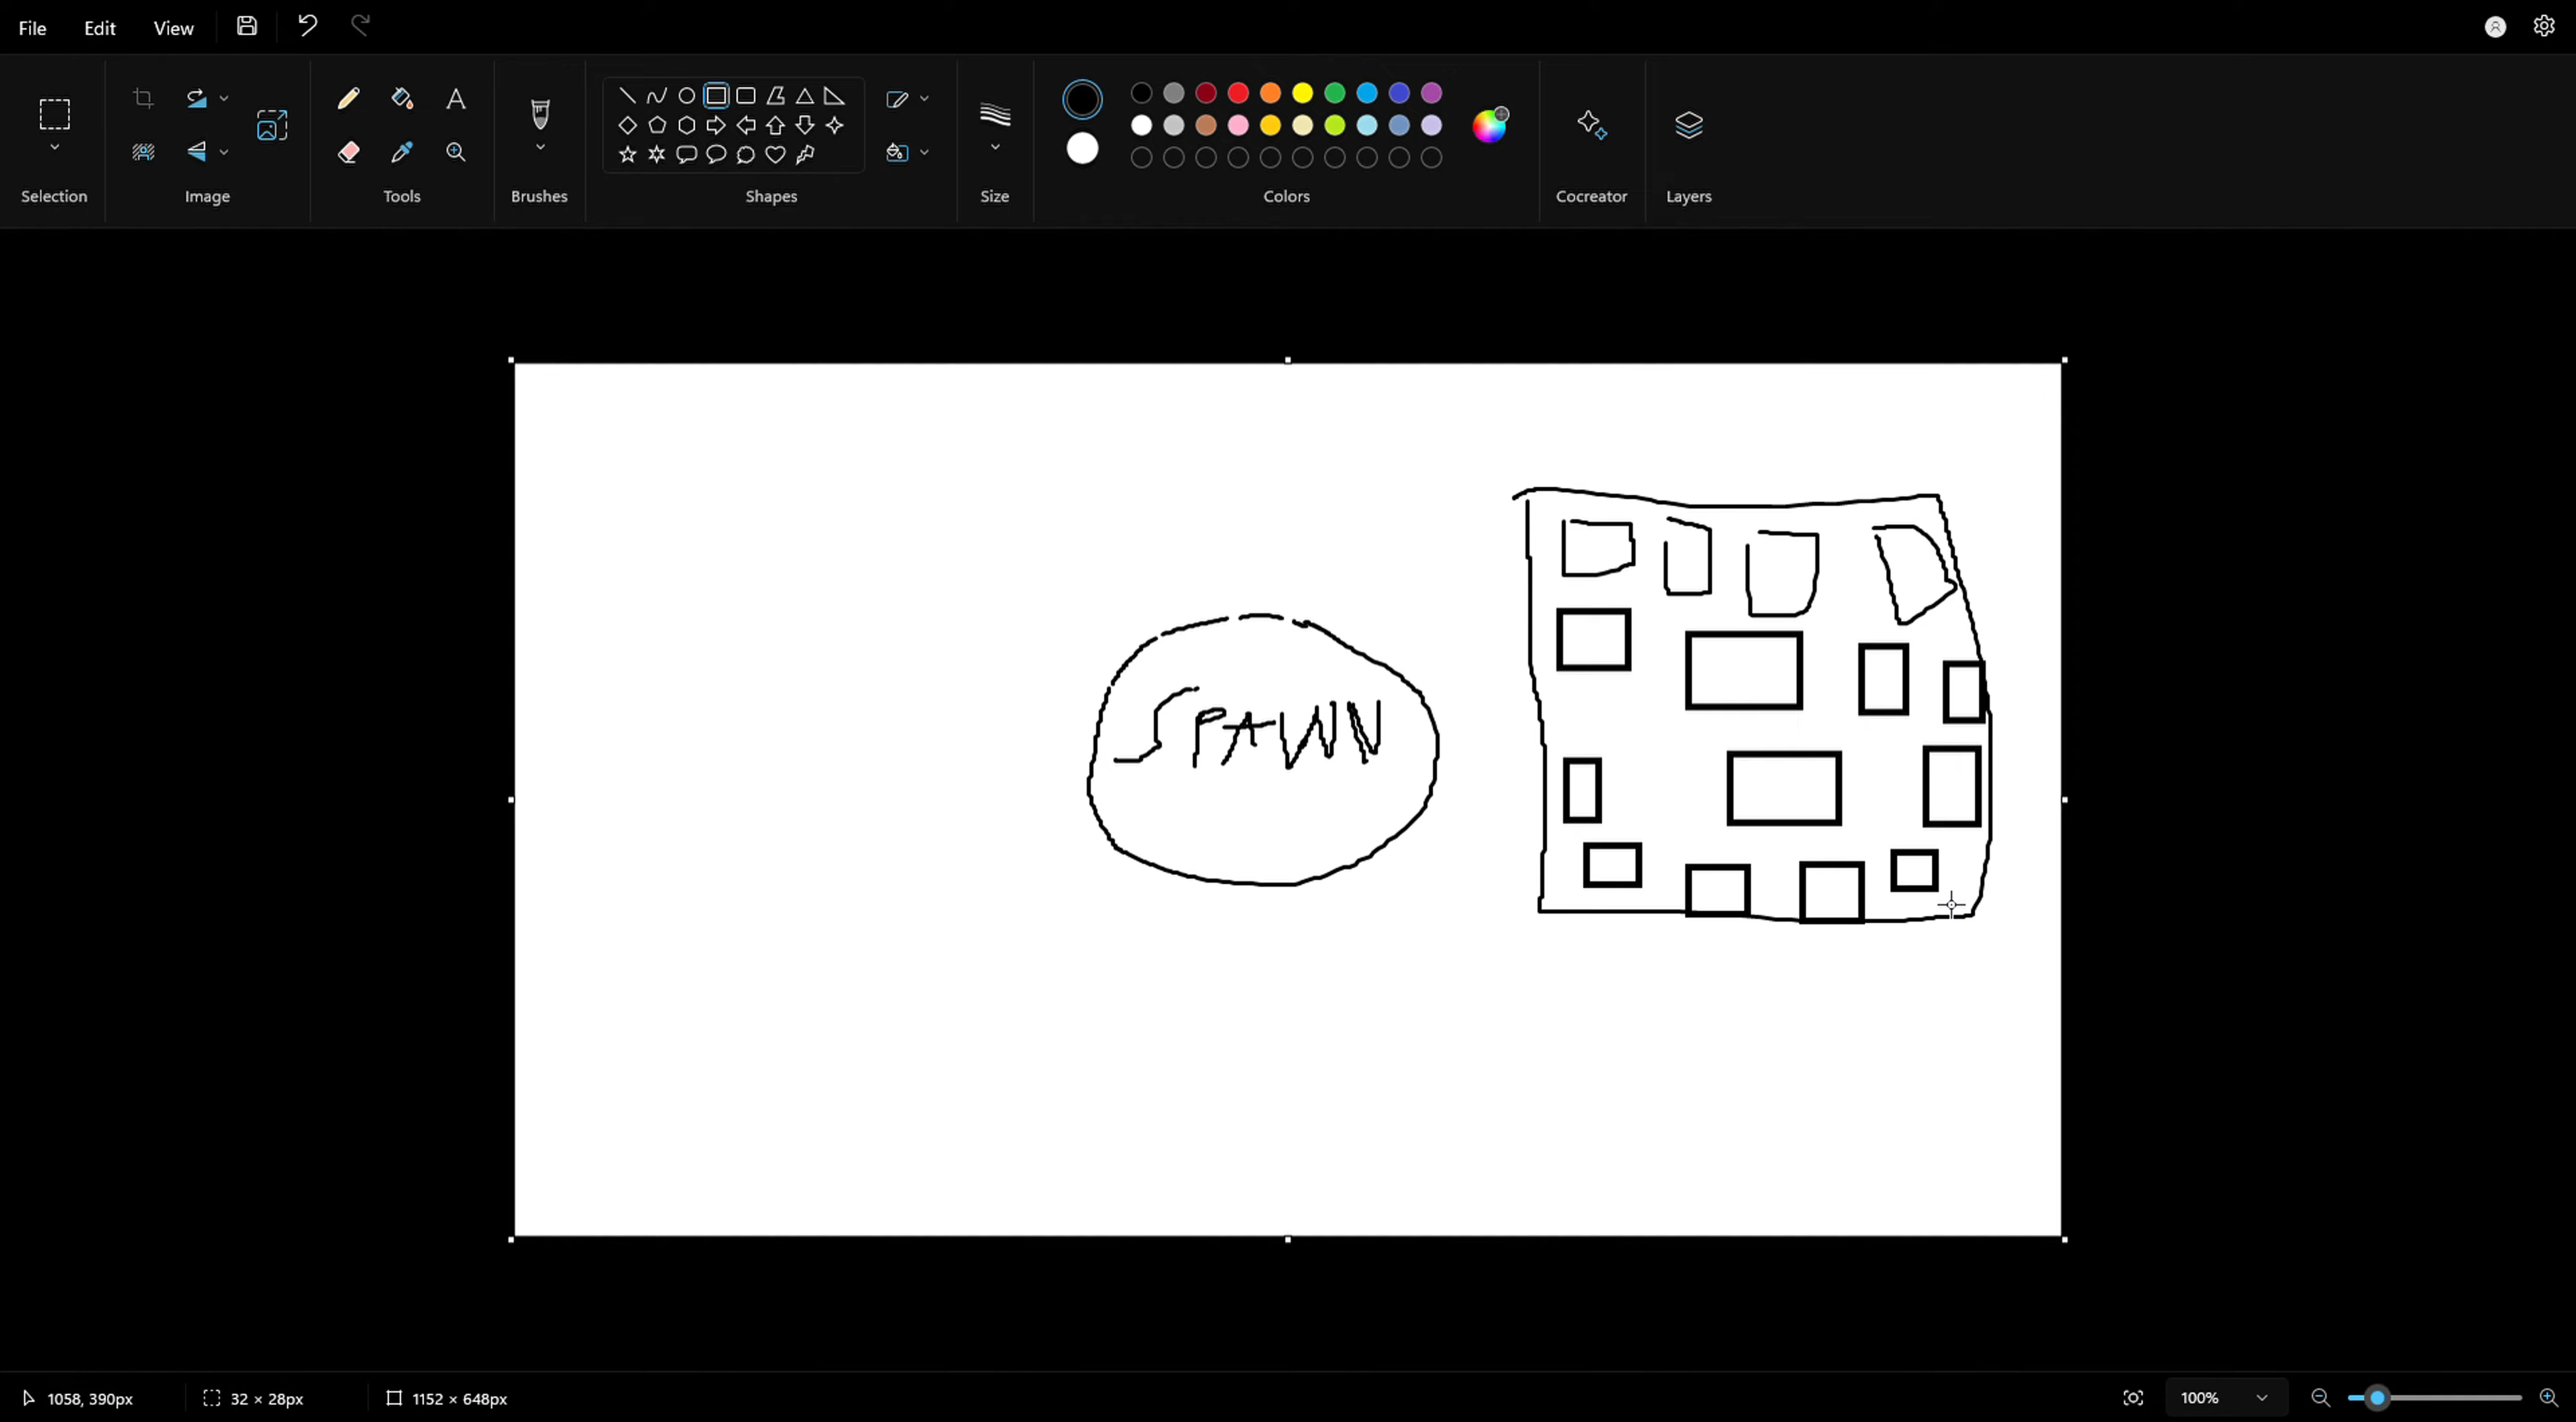 File Edit View
Selection Image Tools Brushes Shapes Size Colors Cocreator Layers
SPAWN
1058, 390px 32 × 28px 1152 × 648px 100%